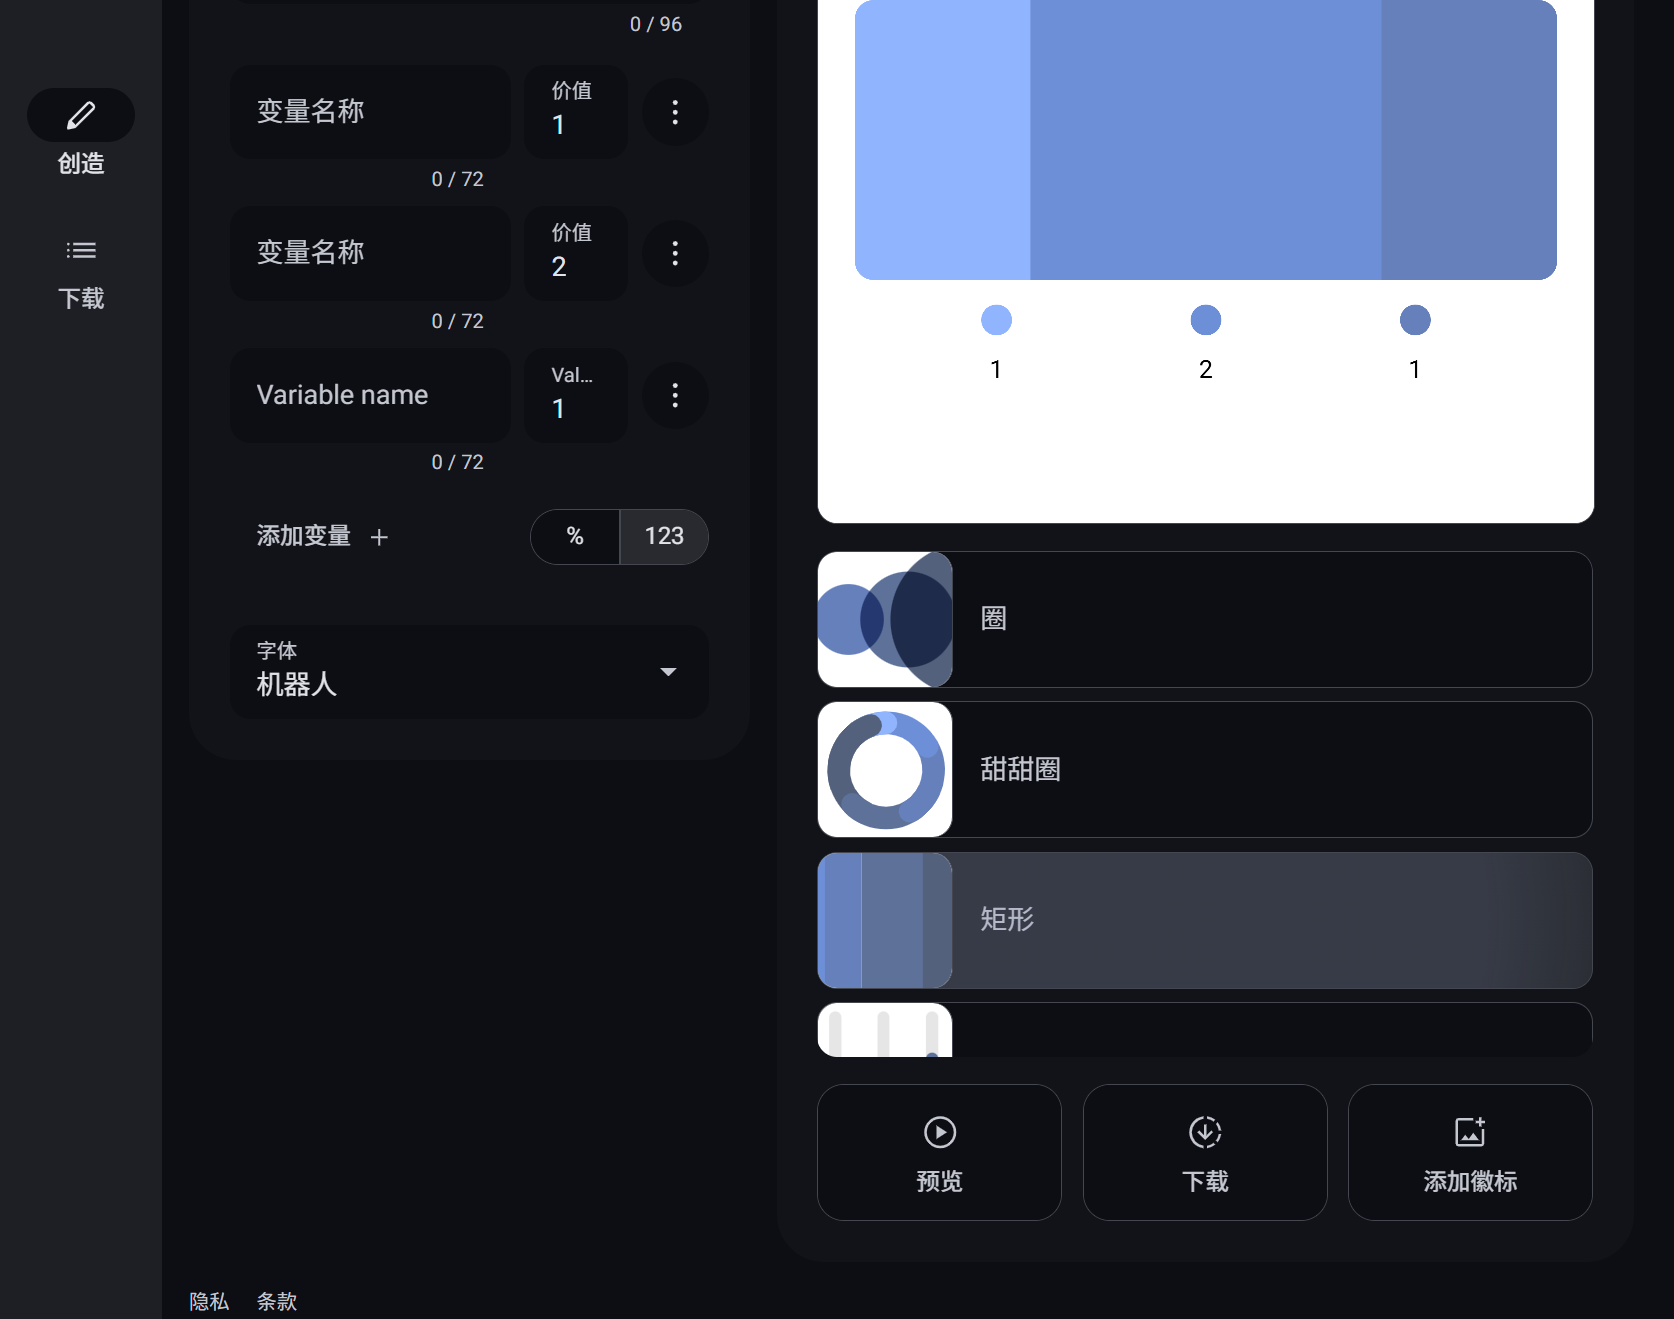 创造
下载
0 / 96
变量名称
价值
1
0 / 72
变量名称
价值
2
0 / 72
Variable name
Val...
1
0 / 72
添加变量 +
%
123
字体
机器人
1
2
1
圈
甜甜圈
矩形
预览
下载
添加徽标
隐私
条款